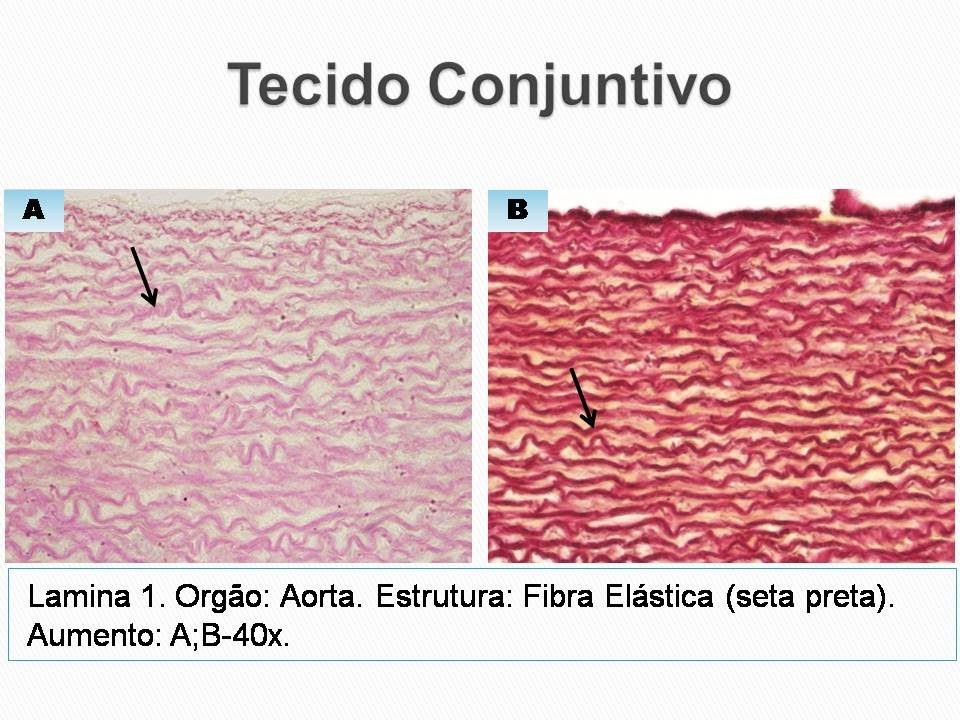 Tecido Conjuntivo
A
B
Lamina 1. Orgão: Aorta. Estrutura: Fibra Elástica (seta preta).
Aumento: A;B-40x.